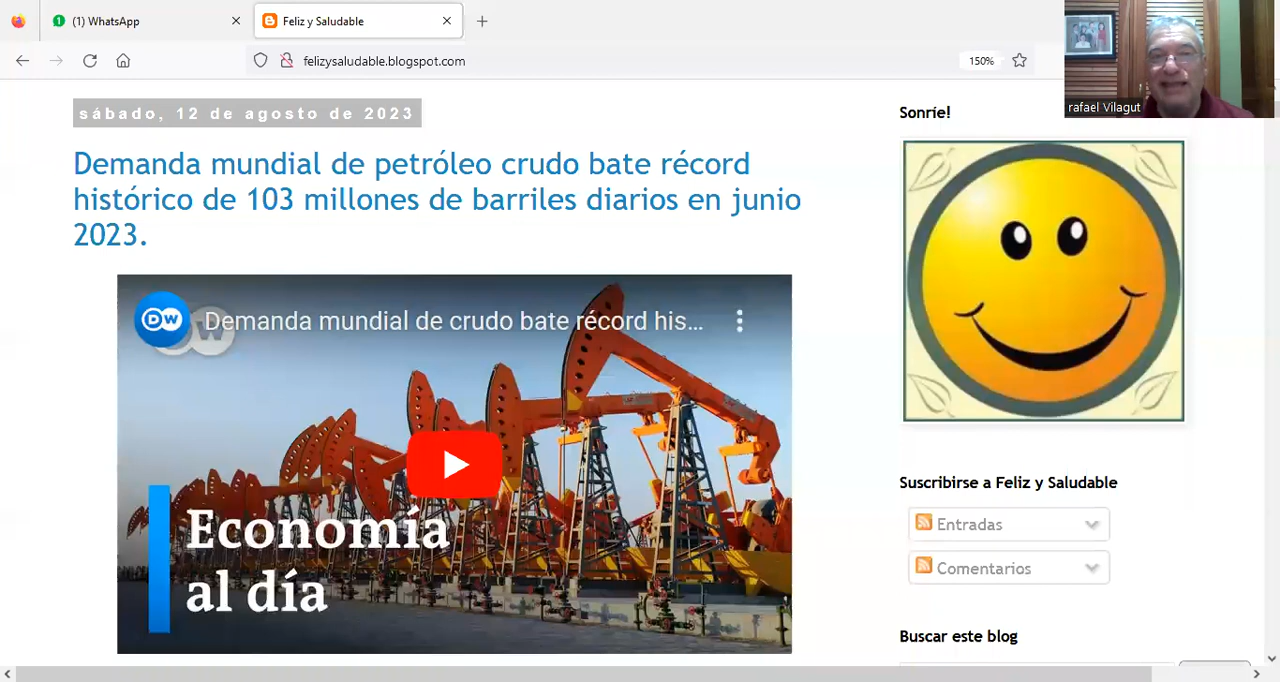 (1) WhatsApp
Feliz y Saludable
felizysaludable.blogspot.com
150%
rafael Vilagut
sábado, 12 de agosto de 2023
Demanda mundial de petróleo crudo bate récord
histórico de 103 millones de barriles diarios en junio
2023.
DW
Demanda mundial de crudo bate récord his...
Economía
al día
Sonríe!
Suscribirse a Feliz y Saludable
Entradas
Comentarios
Buscar este blog